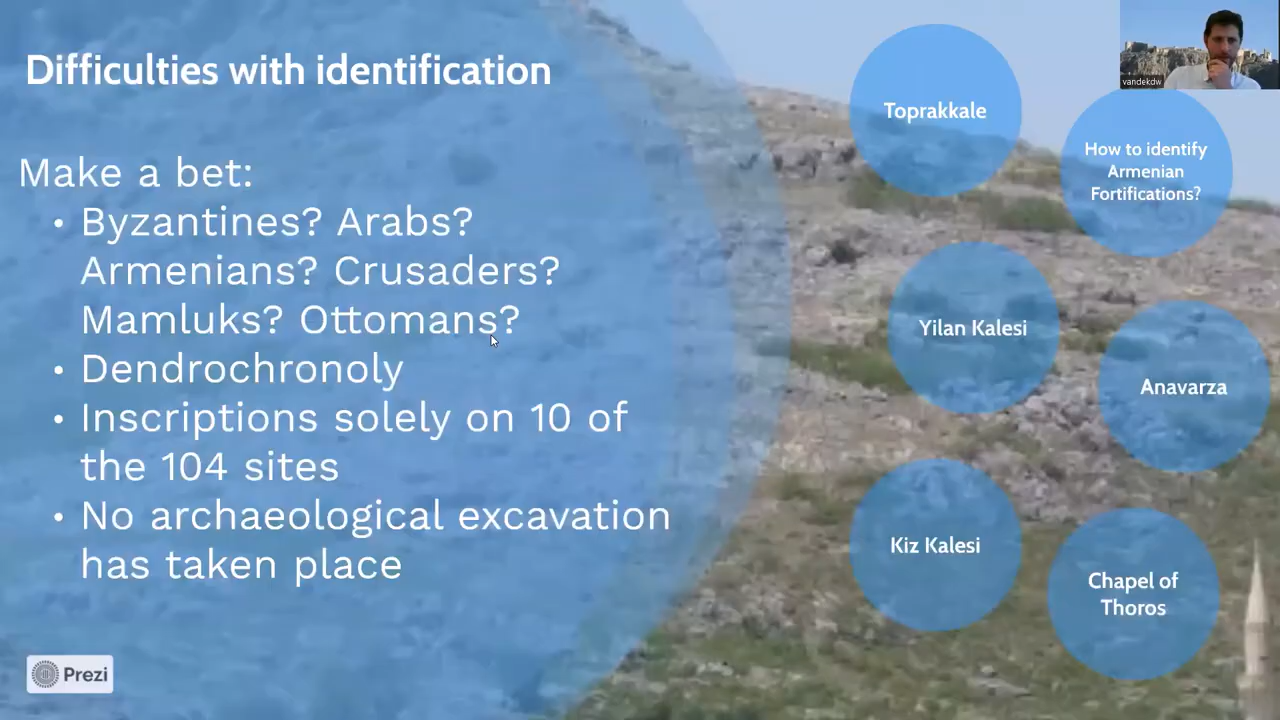 Difficulties with identification
Make a bet:
• Byzantines? Arabs?
Armenians? Crusaders?
Mamluks? Ottomans?
• Dendrochronoly
• Inscriptions solely on 10 of
the 104 sites
• No archaeological excavation
has taken place
Toprakkale
How to identify
Armenian
Fortifications?
Yilan Kalesi
Anavarza
Kiz Kalesi
Chapel of
Thoros
vandekdw
Prezi